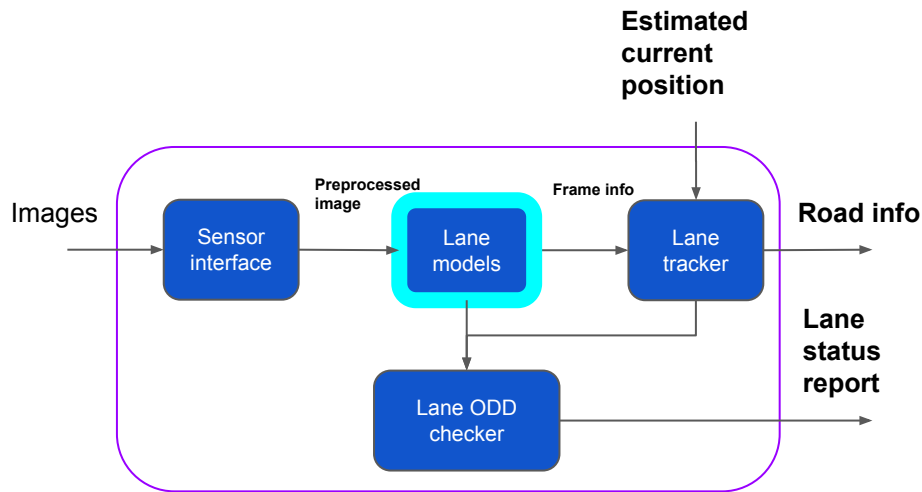 Estimated
current
position
Images
Sensor
interface
Preprocessed
image
Lane
models
Frame info
Lane
tracker
Road info
Lane ODD
checker
Lane
status
report